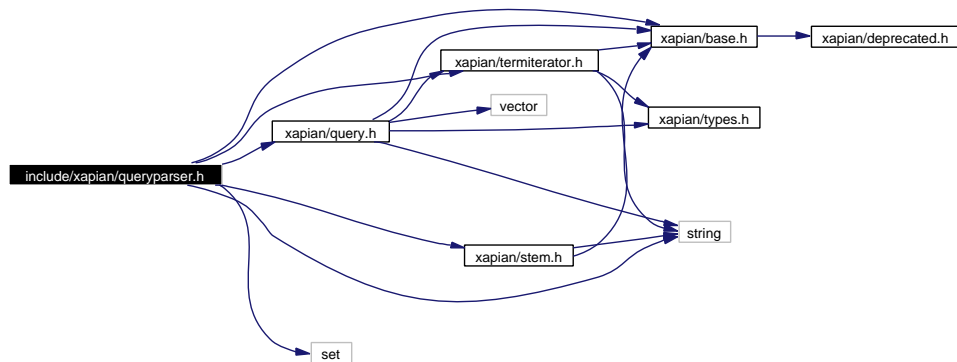 xapian/base.h
xapian/deprecated.h
xapian/termiterator.h
vector
xapian/types.h
xapian/query.h
include/xapian/queryparser.h
string
xapian/stem.h
set